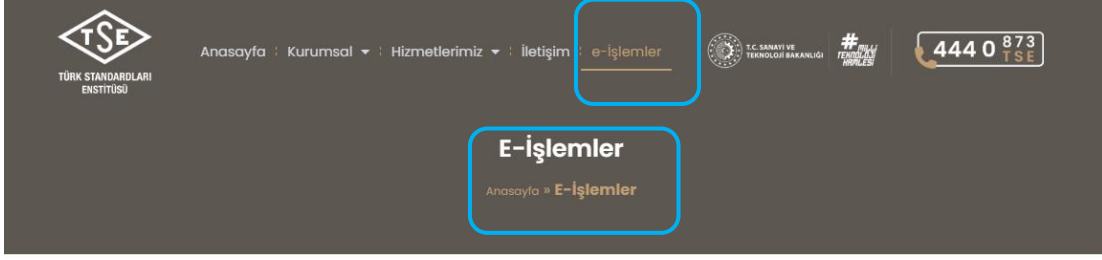 TSE
TÜRK STANDARDLARI
ENSTİTÜSÜ
Anasayfa Kurumsal Hizmetlerimiz İletişim e-İşlemler
T.C. SANAYİ VE
TEKNOLOJİ BAKANLIĞI
#MİLLİ
TEKNOLOJİ
HAMLESİ
444 0 873
TSE
E-İşlemler
Anasayfa » E-İşlemler